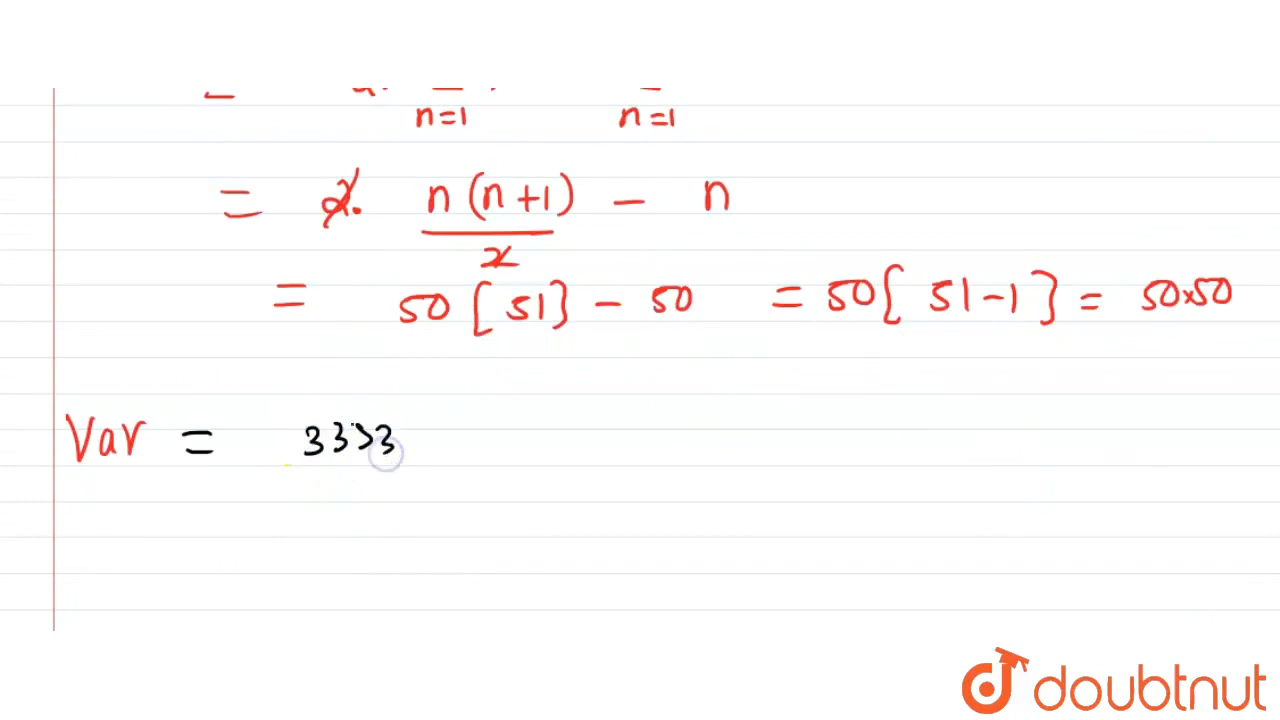 n=1 n=1
= 2. n(n+1)/2 - n
= 50[51] - 50 = 50[51-1] = 50×50
Var = 3333
doubtnut